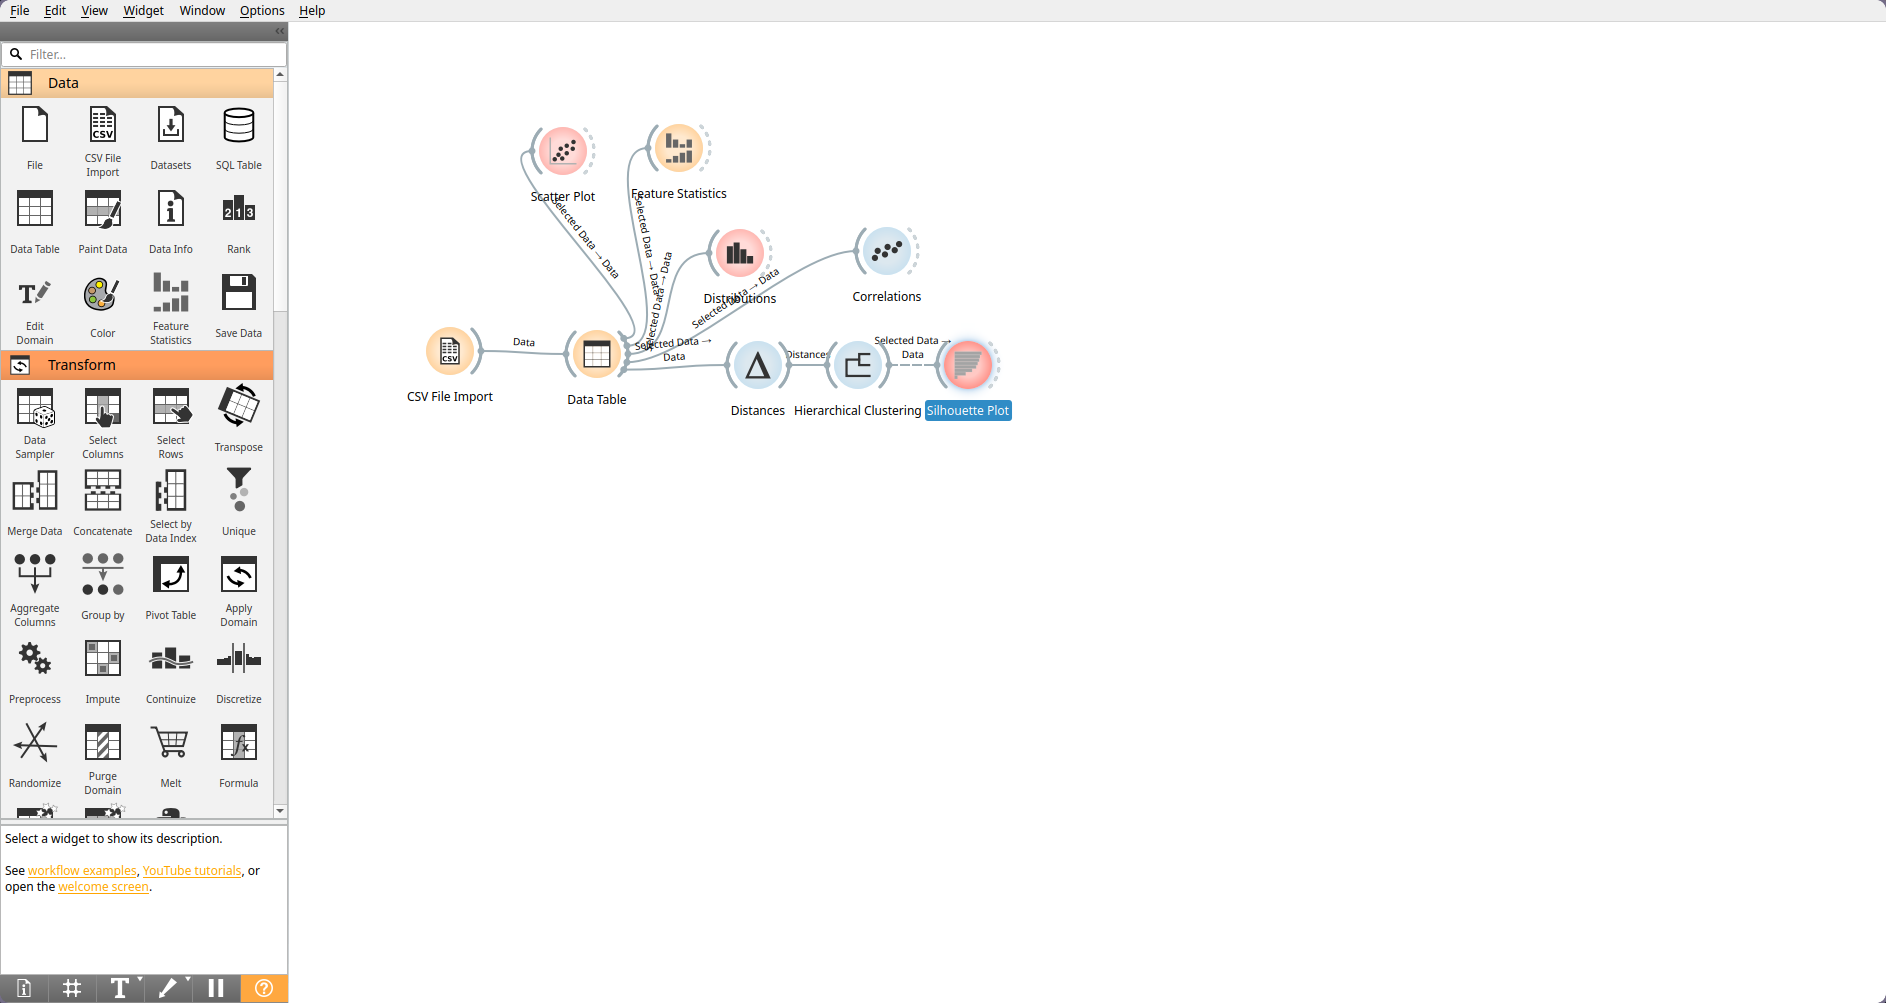 File Edit View Widget Window Options Help
Filter...
Data
File
CSV File
Import
Datasets
SQL Table
Data Table
Paint Data
Data Info
Rank
Edit
Domain
Color
Feature
Statistics
Save Data
Transform
Data
Sampler
Select
Columns
Select
Rows
Transpose
Merge Data
Concatenate
Select by
Data Index
Unique
Aggregate
Columns
Group by
Pivot Table
Apply
Domain
Preprocess
Impute
Continuize
Discretize
Randomize
Purge
Domain
Melt
Formula
Select a widget to show its description.
See workflow examples, YouTube tutorials, or
open the welcome screen.
Scatter Plot
Feature Statistics
Selected Data → Data
Selected Data → Data
Selected Data → Data
Selected Data → Data
Distributions
Correlations
CSV File Import
Data
Data Table
Selected Data →
Data
Distances
Distances
Hierarchical Clustering
Selected Data →
Data
Silhouette Plot